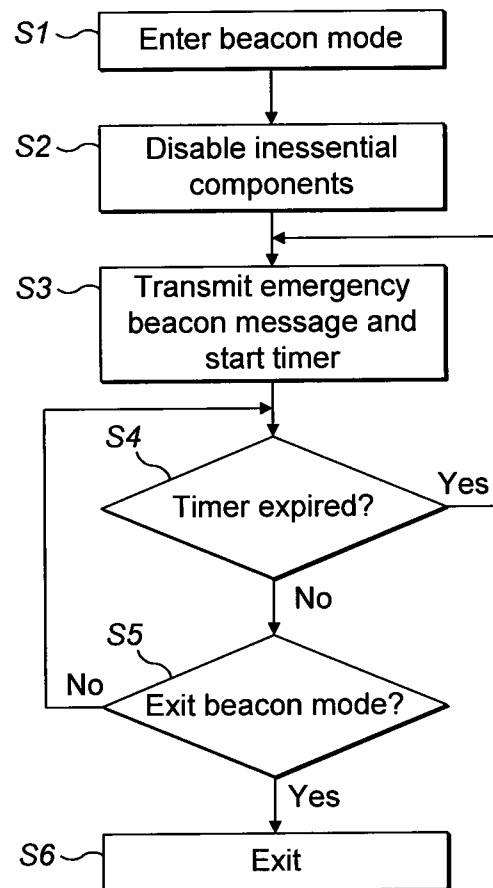 S1
Enter beacon mode
S2
Disable inessential
components
S3
Transmit emergency
beacon message and
start timer
S4
Timer expired?
Yes
No
S5
No
Exit beacon mode?
Yes
S6
Exit